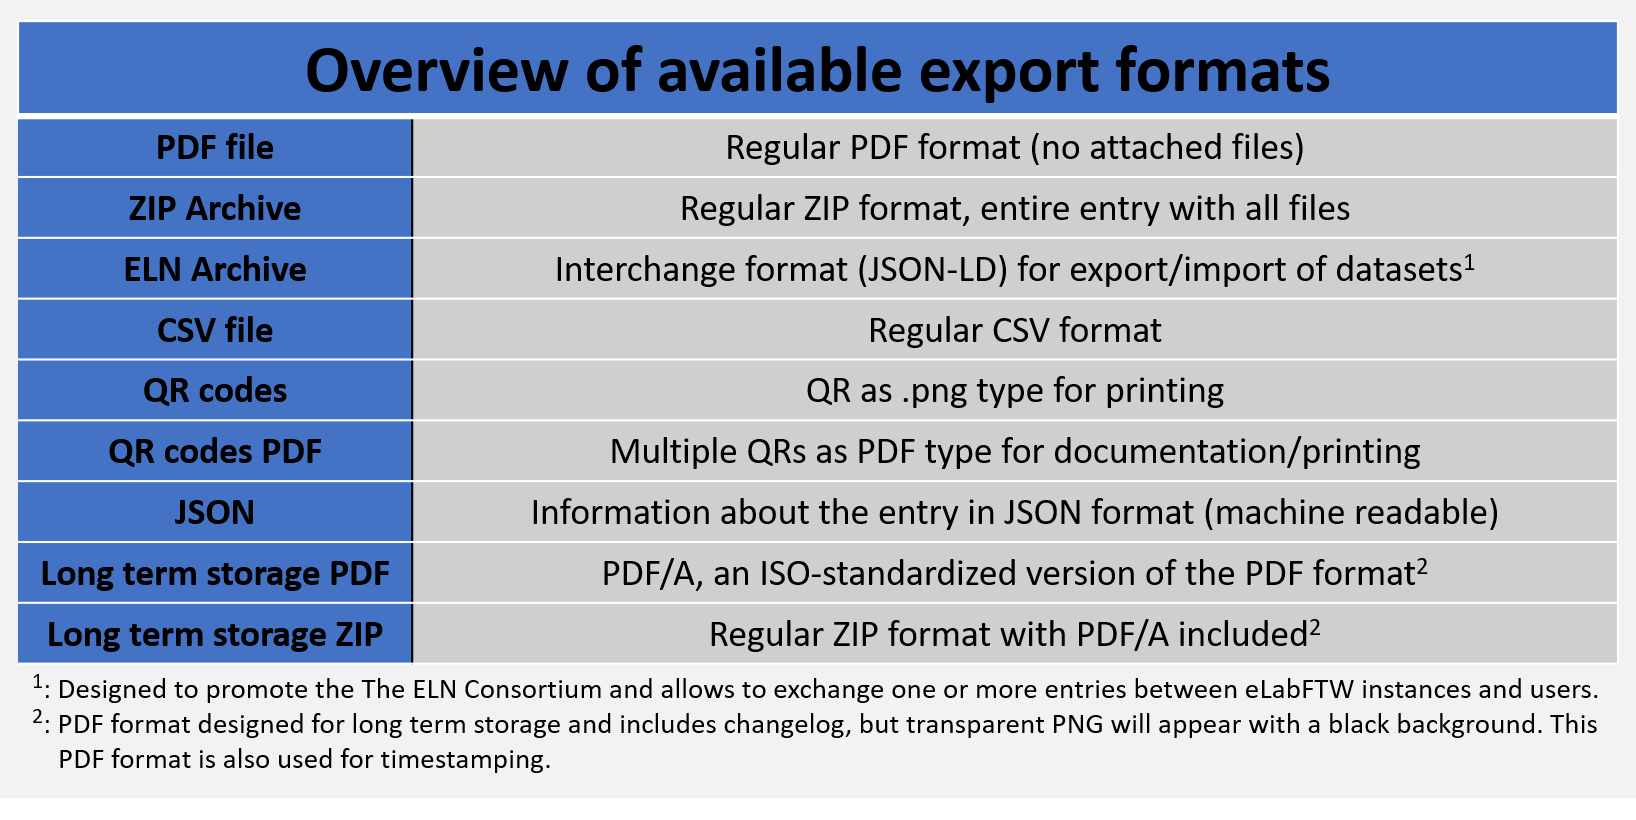 Overview of available export formats
PDF file Regular PDF format (no attached files)
ZIP Archive Regular ZIP format, entire entry with all files
ELN Archive Interchange format (JSON-LD) for export/import of datasets¹
CSV file Regular CSV format
QR codes QR as .png type for printing
QR codes PDF Multiple QRs as PDF type for documentation/printing
JSON Information about the entry in JSON format (machine readable)
Long term storage PDF PDF/A, an ISO-standardized version of the PDF format²
Long term storage ZIP Regular ZIP format with PDF/A included²
¹: Designed to promote the The ELN Consortium and allows to exchange one or more entries between eLabFTW instances and users.
²: PDF format designed for long term storage and includes changelog, but transparent PNG will appear with a black background. This
PDF format is also used for timestamping.